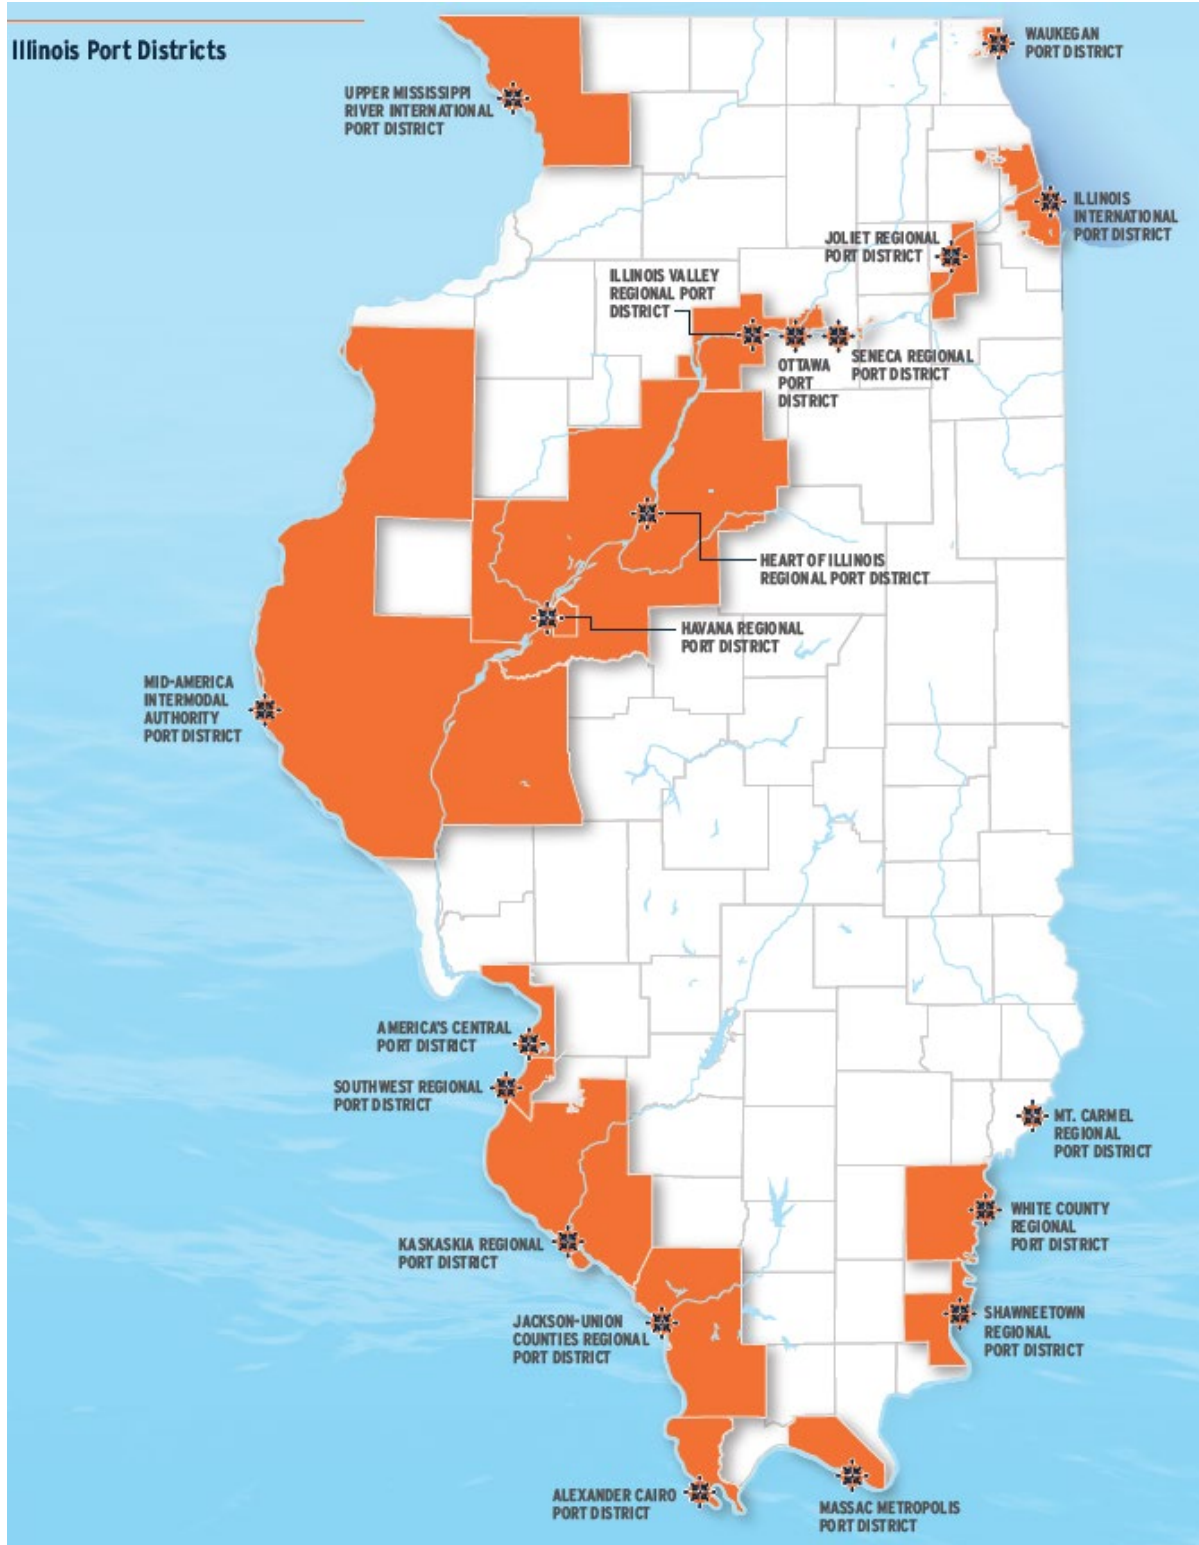 Illinois Port Districts
WAUKEGAN
PORT DISTRICT
UPPER MISSISSIPPI
RIVER INTERNATIONAL
PORT DISTRICT
ILLINOIS
INTERNATIONAL
PORT DISTRICT
JOLIET REGIONAL
PORT DISTRICT
ILLINOIS VALLEY
REGIONAL PORT
DISTRICT
OTTAWA
PORT
DISTRICT
SENECA REGIONAL
PORT DISTRICT
HEART OF ILLINOIS
REGIONAL PORT DISTRICT
HAVANA REGIONAL
PORT DISTRICT
MID-AMERICA
INTERMODAL
AUTHORITY
PORT DISTRICT
AMERICA'S CENTRAL
PORT DISTRICT
SOUTHWEST REGIONAL
PORT DISTRICT
MT. CARMEL
REGIONAL
PORT DISTRICT
WHITE COUNTY
REGIONAL
PORT DISTRICT
KASKASKIA REGIONAL
PORT DISTRICT
JACKSON-UNION
COUNTIES REGIONAL
PORT DISTRICT
SHAWNEETOWN
REGIONAL
PORT DISTRICT
ALEXANDER CAIRO
PORT DISTRICT
MASSAC METROPOLIS
PORT DISTRICT